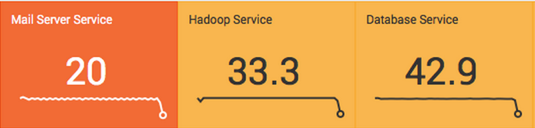 Mail Server Service
20
Hadoop Service
33.3
Database Service
42.9